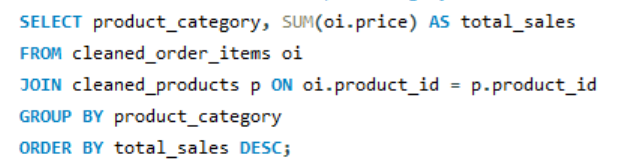 SELECT product_category, SUM(oi.price) AS total_sales
FROM cleaned_order_items oi
JOIN cleaned_products p ON oi.product_id = p.product_id
GROUP BY product_category
ORDER BY total_sales DESC;